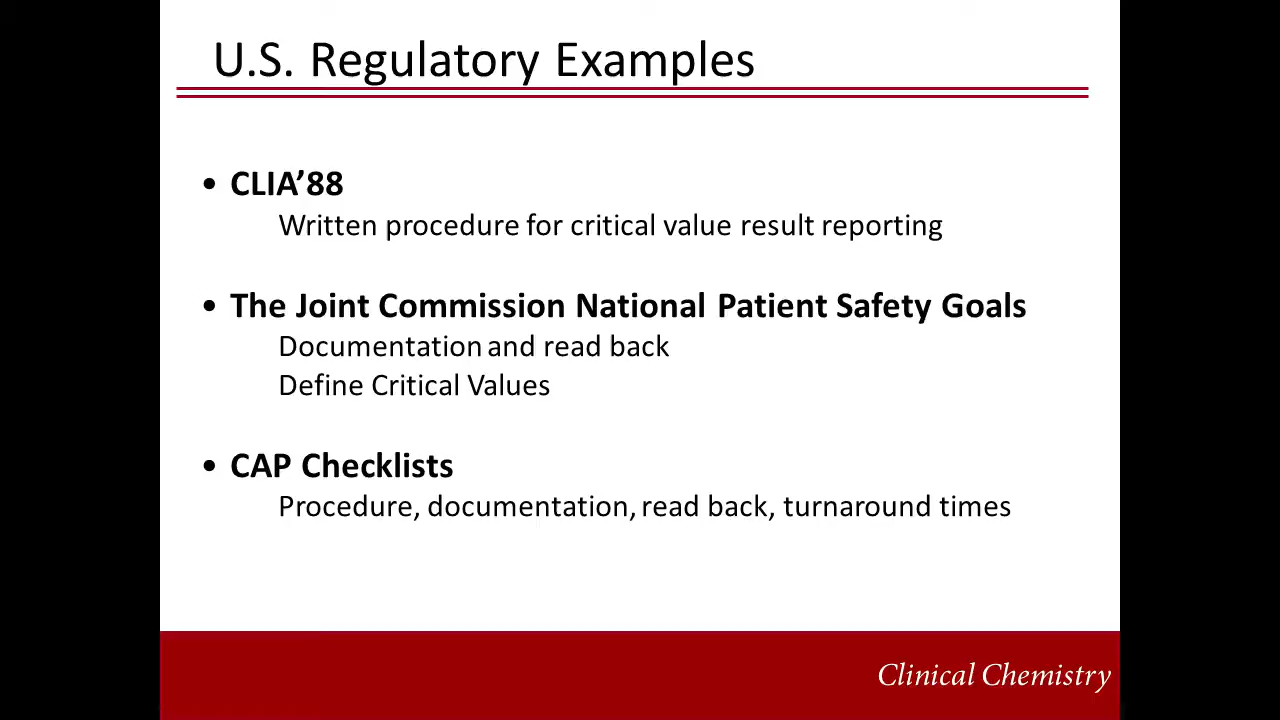 U.S. Regulatory Examples
• CLIA’88
Written procedure for critical value result reporting
• The Joint Commission National Patient Safety Goals
Documentation and read back
Define Critical Values
• CAP Checklists
Procedure, documentation, read back, turnaround times
Clinical Chemistry